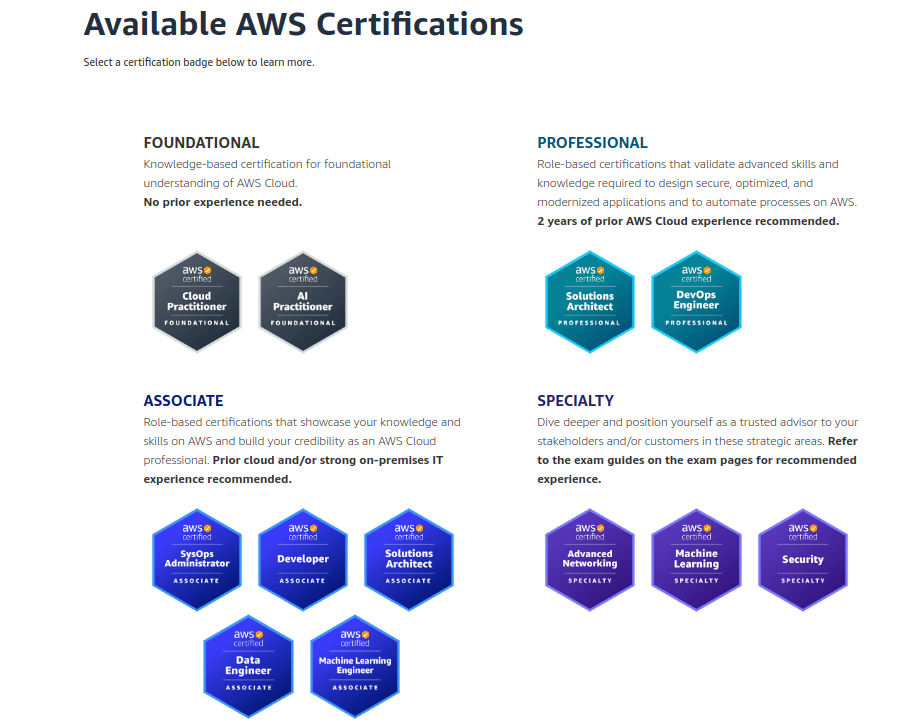 Available AWS Certifications
Select a certification badge below to learn more.
FOUNDATIONAL
Knowledge-based certification for foundational
understanding of AWS Cloud.
No prior experience needed.
aws
certified
Cloud
Practitioner
FOUNDATIONAL
aws
certified
AI
Practitioner
FOUNDATIONAL
PROFESSIONAL
Role-based certifications that validate advanced skills and
knowledge required to design secure, optimized, and
modernized applications and to automate processes on AWS.
2 years of prior AWS Cloud experience recommended.
aws
certified
Solutions
Architect
PROFESSIONAL
aws
certified
DevOps
Engineer
PROFESSIONAL
ASSOCIATE
Role-based certifications that showcase your knowledge and
skills on AWS and build your credibility as an AWS Cloud
professional. Prior cloud and/or strong on-premises IT
experience recommended.
aws
certified
SysOps
Administrator
ASSOCIATE
aws
certified
Developer
ASSOCIATE
aws
certified
Solutions
Architect
ASSOCIATE
aws
certified
Data
Engineer
ASSOCIATE
aws
certified
Machine Learning
Engineer
ASSOCIATE
SPECIALTY
Dive deeper and position yourself as a trusted advisor to your
stakeholders and/or customers in these strategic areas. Refer
to the exam guides on the exam pages for recommended
experience.
aws
certified
Advanced
Networking
SPECIALTY
aws
certified
Machine
Learning
SPECIALTY
aws
certified
Security
SPECIALTY